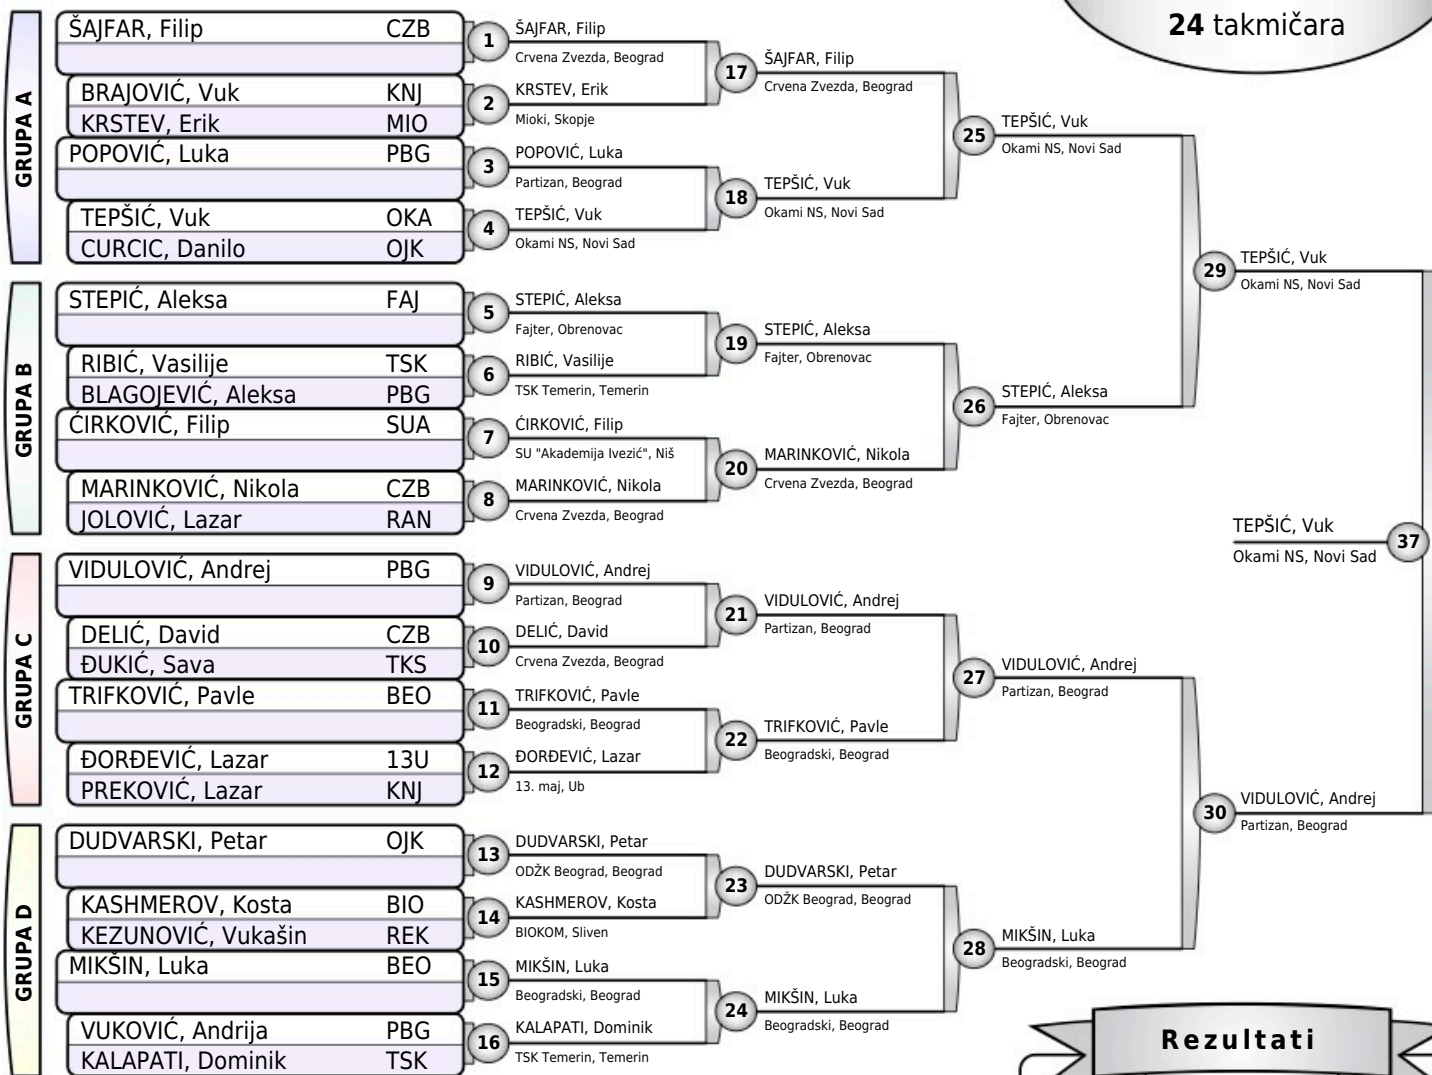 24 takmičara
GRUPA A
ŠAJFAR, Filip CZB
BRAJOVIĆ, Vuk KNJ
KRSTEV, Erik MIO
POPOVIĆ, Luka PBG
TEPŠIĆ, Vuk OKA
CURCIC, Danilo OJK
GRUPA B
STEPIĆ, Aleksa FAJ
RIBIĆ, Vasilije TSK
BLAGOJEVIĆ, Aleksa PBG
ĆIRKOVIĆ, Filip SUA
MARINKOVIĆ, Nikola CZB
JOLOVIĆ, Lazar RAN
GRUPA C
VIDULOVIĆ, Andrej PBG
DELIĆ, David CZB
ĐUKIĆ, Sava TKS
TRIFKOVIĆ, Pavle BEO
ĐORĐEVIĆ, Lazar 13U
PREKOVIĆ, Lazar KNJ
GRUPA D
DUDVARSKI, Petar OJK
KASHMEROV, Kosta BIO
KEZUNOVIĆ, Vukašin REK
MIKŠIN, Luka BEO
VUKOVIĆ, Andrija PBG
KALAPATI, Dominik TSK
1 ŠAJFAR, Filip
Crvena Zvezda, Beograd
2 KRSTEV, Erik
Mioki, Skopje
3 POPOVIĆ, Luka
Partizan, Beograd
4 TEPŠIĆ, Vuk
Okami NS, Novi Sad
5 STEPIĆ, Aleksa
Fajter, Obrenovac
6 RIBIĆ, Vasilije
TSK Temerin, Temerin
7 ĆIRKOVIĆ, Filip
SU "Akademija Ivezić", Niš
8 MARINKOVIĆ, Nikola
Crvena Zvezda, Beograd
9 VIDULOVIĆ, Andrej
Partizan, Beograd
10 DELIĆ, David
Crvena Zvezda, Beograd
11 TRIFKOVIĆ, Pavle
Beogradski, Beograd
12 ĐORĐEVIĆ, Lazar
13. maj, Ub
13 DUDVARSKI, Petar
ODŽK Beograd, Beograd
14 KASHMEROV, Kosta
BIOKOM, Sliven
15 MIKŠIN, Luka
Beogradski, Beograd
16 KALAPATI, Dominik
TSK Temerin, Temerin
17 ŠAJFAR, Filip
Crvena Zvezda, Beograd
18 TEPŠIĆ, Vuk
Okami NS, Novi Sad
19 STEPIĆ, Aleksa
Fajter, Obrenovac
20 MARINKOVIĆ, Nikola
Crvena Zvezda, Beograd
21 VIDULOVIĆ, Andrej
Partizan, Beograd
22 TRIFKOVIĆ, Pavle
Beogradski, Beograd
23 DUDVARSKI, Petar
ODŽK Beograd, Beograd
24 MIKŠIN, Luka
Beogradski, Beograd
25 TEPŠIĆ, Vuk
Okami NS, Novi Sad
26 STEPIĆ, Aleksa
Fajter, Obrenovac
27 VIDULOVIĆ, Andrej
Partizan, Beograd
28 MIKŠIN, Luka
Beogradski, Beograd
29 TEPŠIĆ, Vuk
Okami NS, Novi Sad
30 VIDULOVIĆ, Andrej
Partizan, Beograd
TEPŠIĆ, Vuk
Okami NS, Novi Sad 37
Rezultati